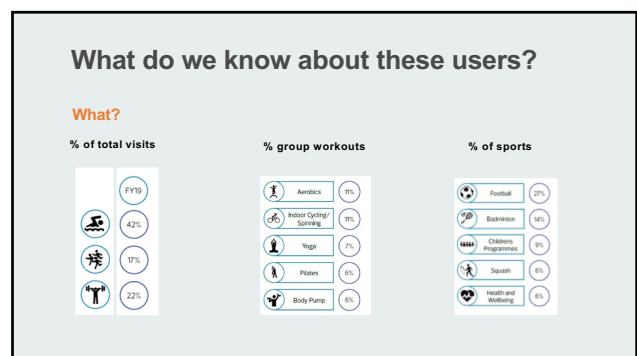 What do we know about these users?
What?
% of total visits
% group workouts
% of sports
FY19
42%
17%
22%
Aerobics 11%
Indoor Cycling/
Spinning 11%
Yoga 7%
Pilates 6%
Body Pump 6%
Football 27%
Badminton 14%
Childrens
Programmes 9%
Squash 6%
Health and
Wellbeing 6%